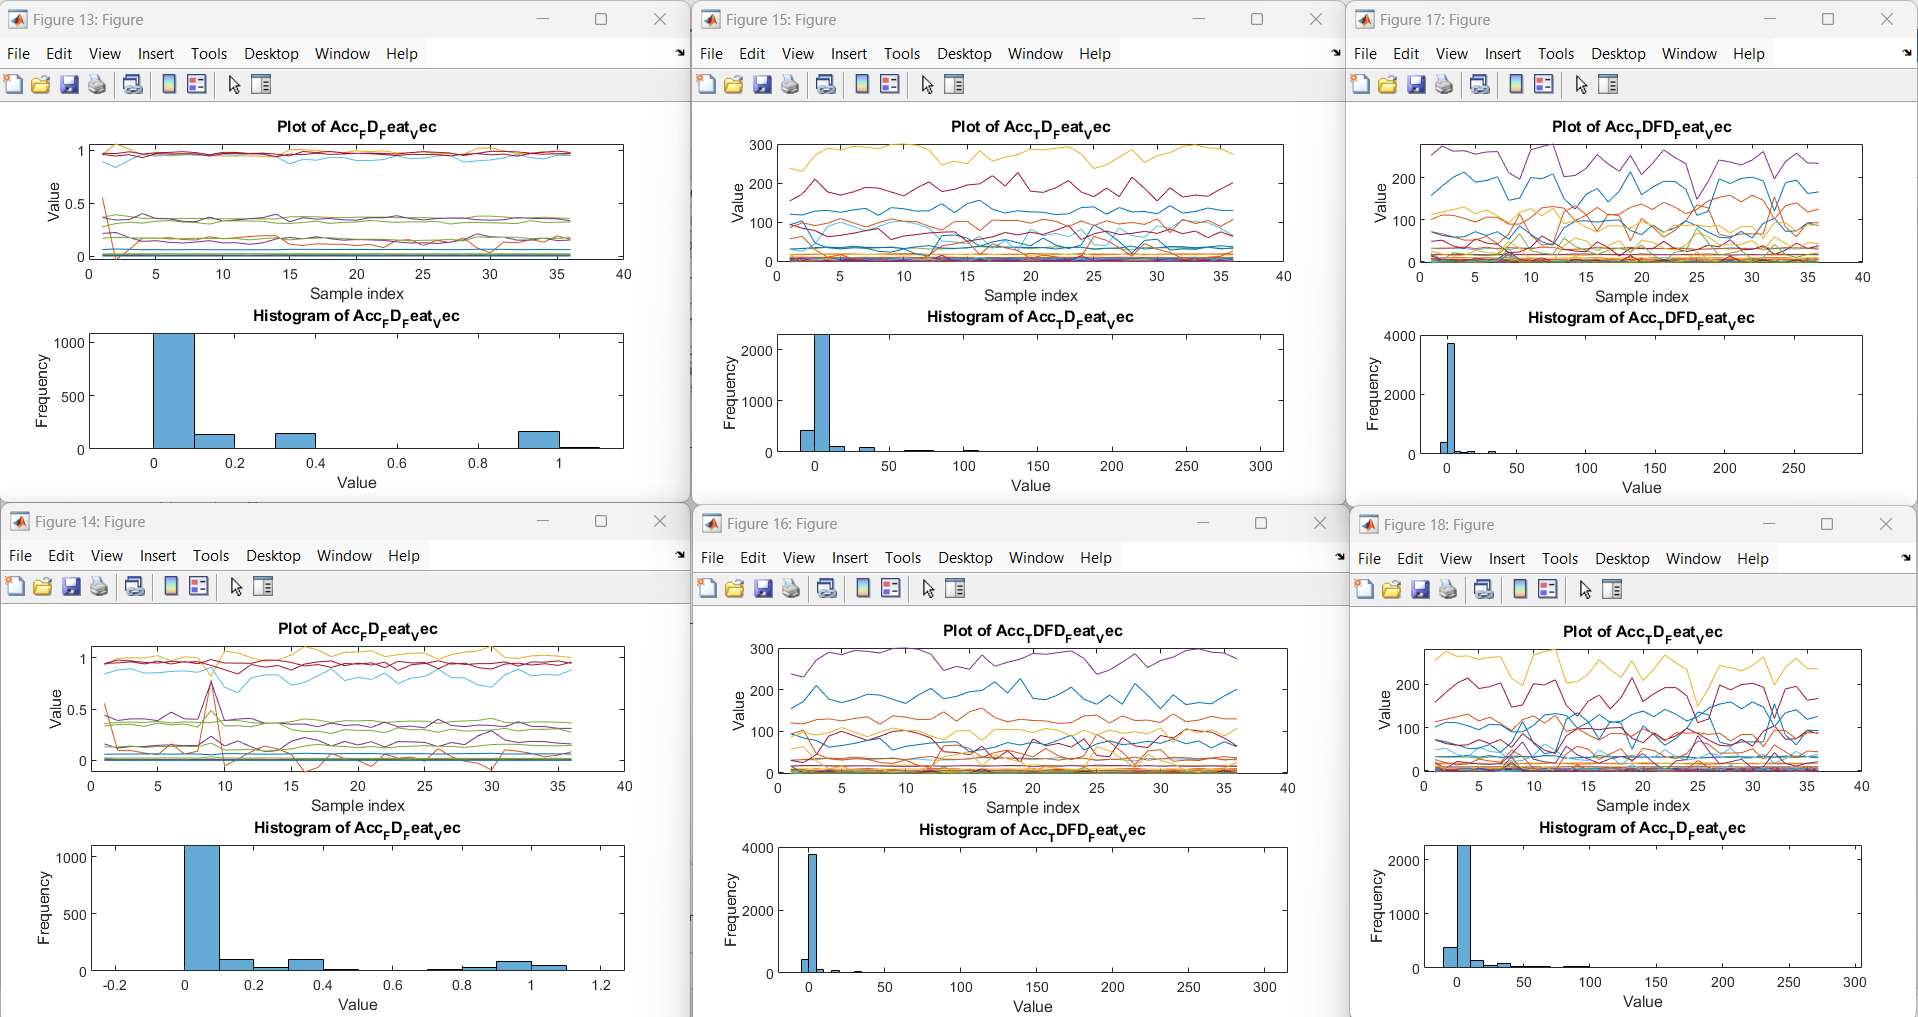 Figure 13: Figure
File Edit View Insert Tools Desktop Window Help
Plot of Acc_FD_Feat_Vec
Value
1
0.5
0
0 5 10 15 20 25 30 35 40
Sample index
Histogram of Acc_FD_Feat_Vec
Frequency
1000
500
0
0 0.2 0.4 0.6 0.8 1
Value
Figure 15: Figure
File Edit View Insert Tools Desktop Window Help
Plot of Acc_TD_Feat_Vec
Value
300
200
100
0
0 5 10 15 20 25 30 35 40
Sample index
Histogram of Acc_TD_Feat_Vec
Frequency
2000
1000
0
0 50 100 150 200 250 300
Value
Figure 17: Figure
File Edit View Insert Tools Desktop Window Help
Plot of Acc_TDFD_Feat_Vec
Value
200
100
0
0 5 10 15 20 25 30 35 40
Sample index
Histogram of Acc_TDFD_Feat_Vec
Frequency
4000
2000
0
0 50 100 150 200 250
Value
Figure 14: Figure
File Edit View Insert Tools Desktop Window Help
Plot of Acc_FD_Feat_Vec
Value
1
0.5
0
0 5 10 15 20 25 30 35 40
Sample index
Histogram of Acc_FD_Feat_Vec
Frequency
1000
500
0
-0.2 0 0.2 0.4 0.6 0.8 1 1.2
Value
Figure 16: Figure
File Edit View Insert Tools Desktop Window Help
Plot of Acc_TDFD_Feat_Vec
Value
300
200
100
0
0 5 10 15 20 25 30 35 40
Sample index
Histogram of Acc_TDFD_Feat_Vec
Frequency
4000
2000
0
0 50 100 150 200 250 300
Value
Figure 18: Figure
File Edit View Insert Tools Desktop Window Help
Plot of Acc_TD_Feat_Vec
Value
200
100
0
0 5 10 15 20 25 30 35 40
Sample index
Histogram of Acc_TD_Feat_Vec
Frequency
2000
1000
0
0 50 100 150 200 250 300
Value